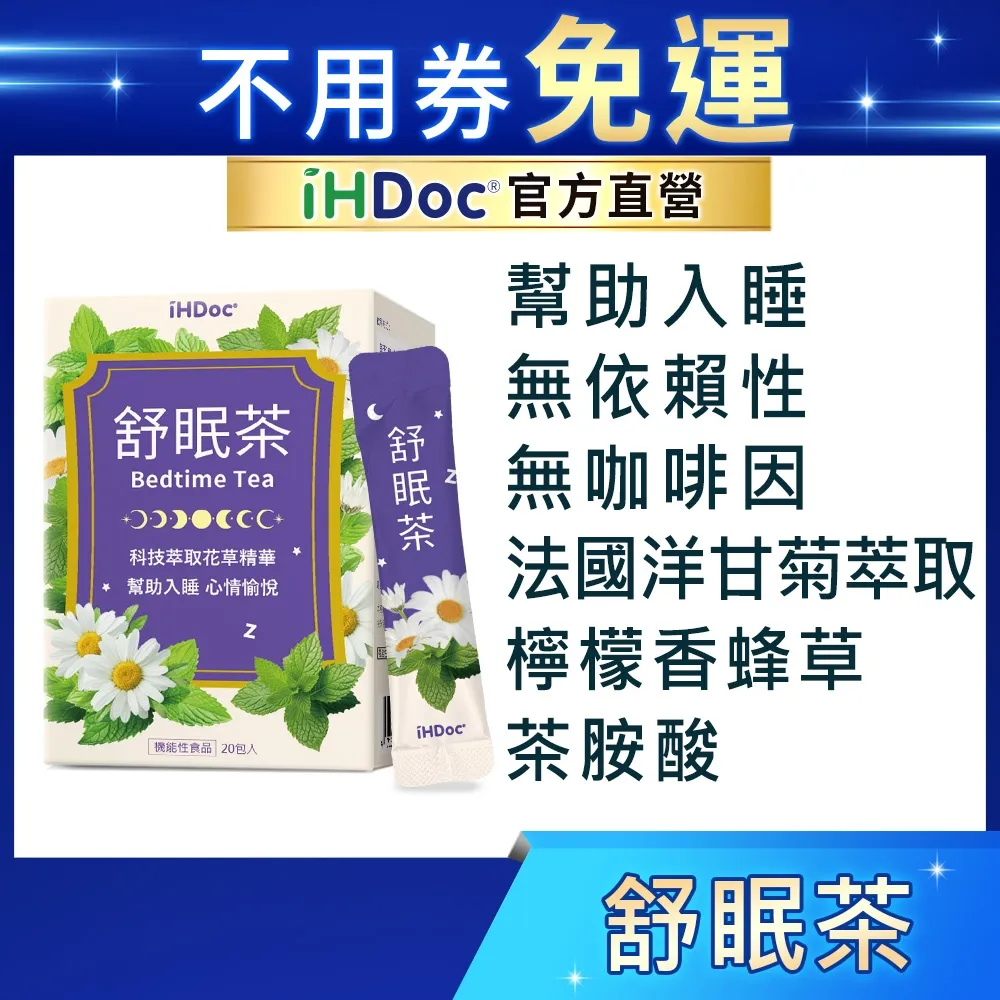 不用券免運
iHDoc® 官方直營
幫助入睡
無依賴性
無咖啡因
法國洋甘菊萃取
檸檬香蜂草
茶胺酸
iHDoc®
舒眠茶
Bedtime Tea
科技萃取花草精華
幫助入睡 心情愉悅
z
機能性食品 20包入
舒眠茶
z
iHDoc®
舒眠茶